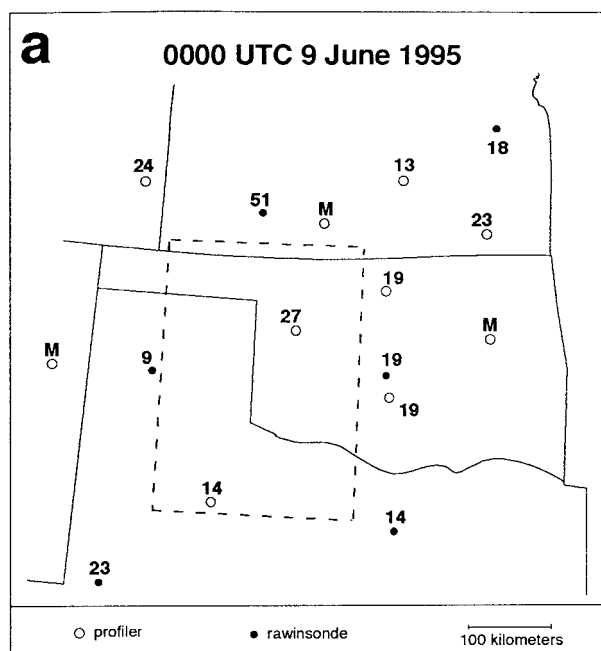 a
0000 UTC 9 June 1995
18
24
13
51
M
23
19
27
M
M
9
19
19
14
14
23
profiler
rawinsonde
100 kilometers